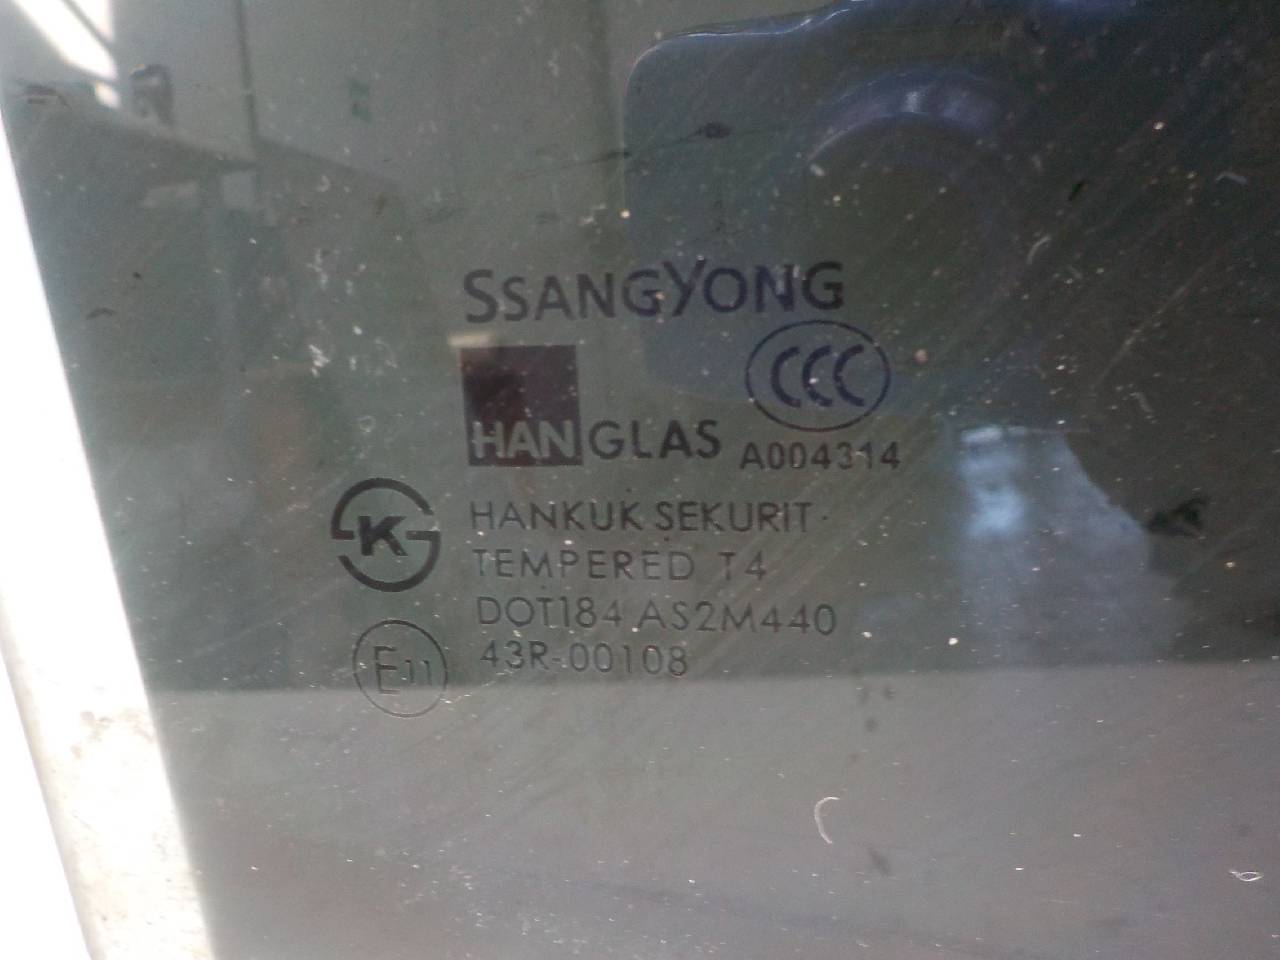 SSANGYONG
CCC
HANGLAS A004314
K HANKUK SEKURIT
TEMPERED T4
DOT184 AS2M440
E11 43R-00108